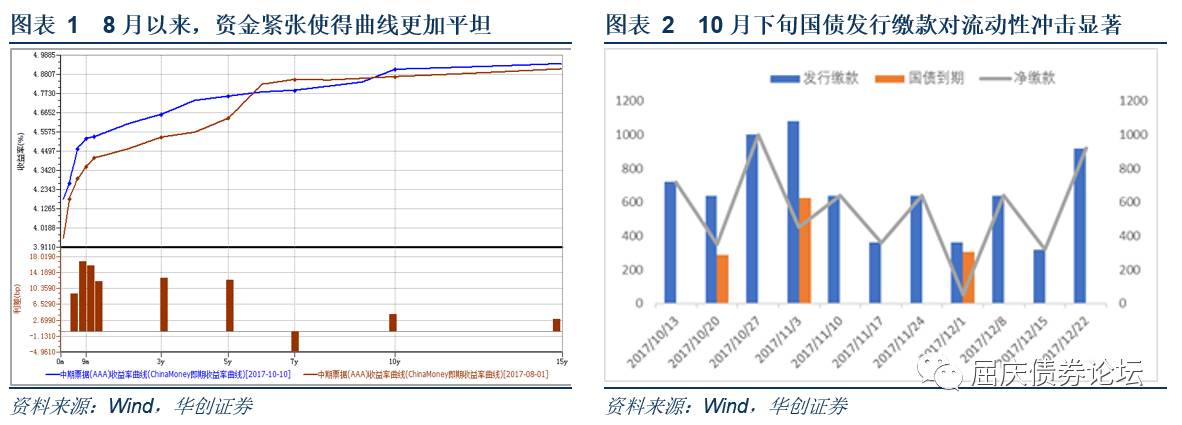 图表 1 8 月以来，资金紧张使得曲线更加平坦
4.9885
4.8807
4.7730
4.6652
4.5575
4.4497
4.3420
4.2343
4.1265
4.0188
3.9110
收益率(%)
18.0190
14.1890
10.3590
6.5290
2.6990
-1.1310
-4.9610
利差(bp)
0m 9m 3y 5y 7y 10y 15y
中期票据(AAA)收益率曲线(ChinaMoney即期收益率曲线)[2017-10-10] 中期票据(AAA)收益率曲线(ChinaMoney即期收益率曲线)[2017-08-01]
资料来源：Wind，华创证券
图表 2 10 月下旬国债发行缴款对流动性冲击显著
发行缴款 国债到期 净缴款
1200 1200
1000 1000
800 800
600 600
400 400
200 200
0 0
2017/10/13 2017/10/20 2017/10/27 2017/11/3 2017/11/10 2017/11/17 2017/11/24 2017/12/1 2017/12/8 2017/12/15 2017/12/22
屈庆债券论坛
资料来源：Wind，华创证券